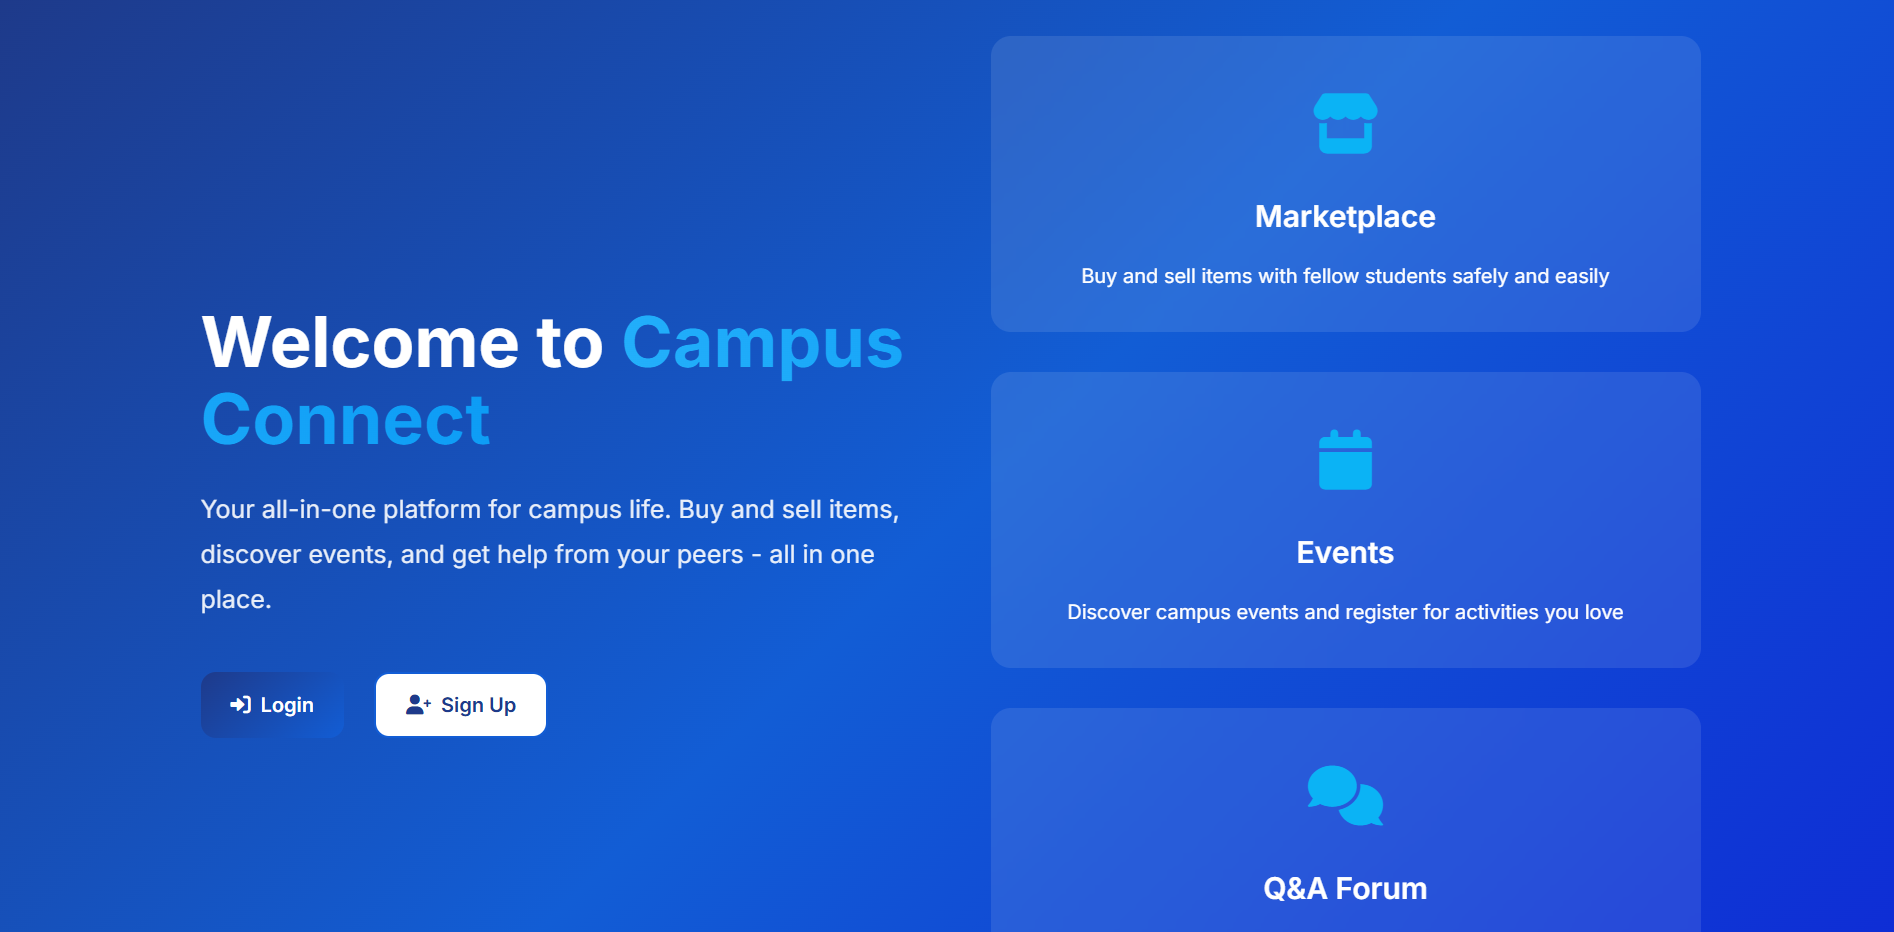 Welcome to Campus
Connect
Your all-in-one platform for campus life. Buy and sell items,
discover events, and get help from your peers - all in one
place.
Login
Sign Up
Marketplace
Buy and sell items with fellow students safely and easily
Events
Discover campus events and register for activities you love
Q&A Forum